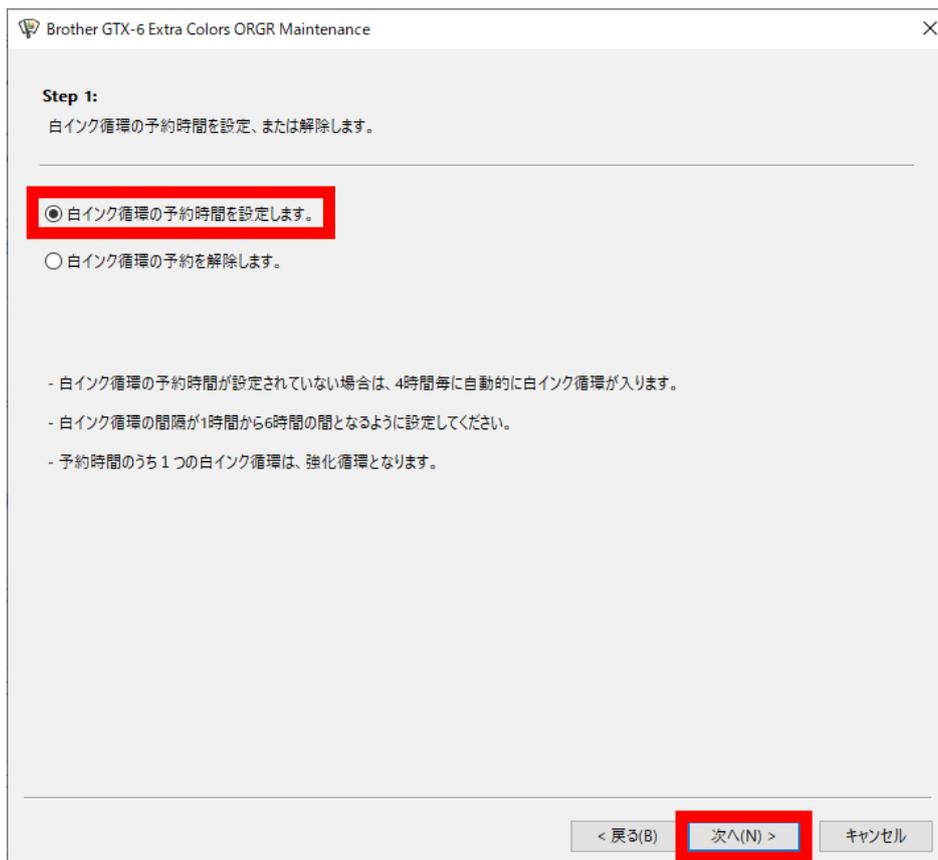 Brother GTX-6 Extra Colors ORGR Maintenance
Step 1:
白インク循環の予約時間を設定、または解除します。
白インク循環の予約時間を設定します。
白インク循環の予約を解除します。
- 白インク循環の予約時間が設定されていない場合は、4時間毎に自動的に白インク循環が入ります。
- 白インク循環の間隔が1時間から6時間の間となるように設定してください。
- 予約時間のうち１つの白インク循環は、強化循環となります。
< 戻る(B) 次へ(N) > キャンセル